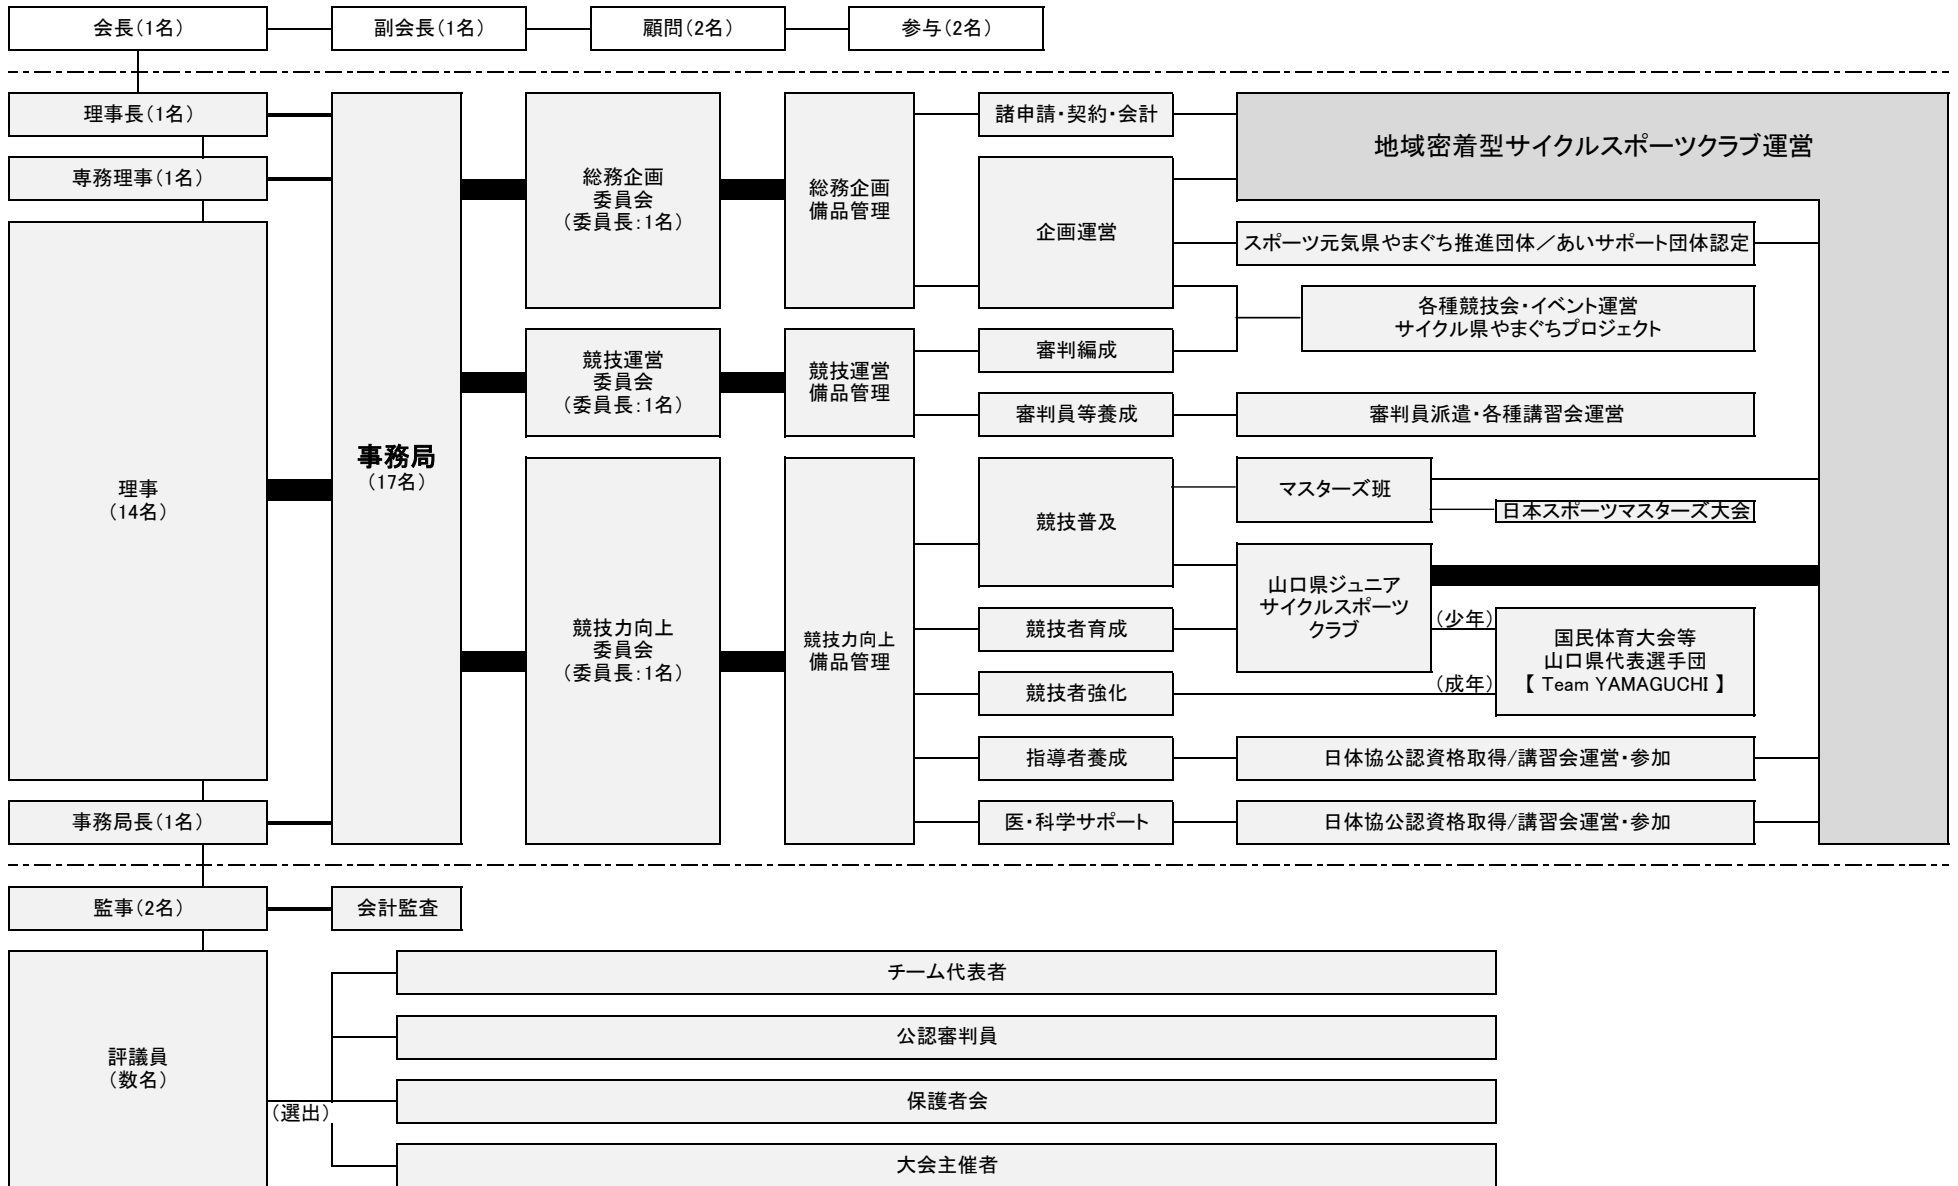 会長(1名)
副会長(1名)
顧問(2名)
参与(2名)
理事長(1名)
専務理事(1名)
理事
(14名)
事務局長(1名)
事務局
(17名)
総務企画
委員会
(委員長:1名)
競技運営
委員会
(委員長:1名)
競技力向上
委員会
(委員長:1名)
総務企画
備品管理
競技運営
備品管理
競技力向上
備品管理
諸申請・契約・会計
企画運営
審判編成
審判員等養成
競技普及
競技者育成
競技者強化
指導者養成
医・科学サポート
地域密着型サイクルスポーツクラブ運営
スポーツ元気県やまぐち推進団体／あいサポート団体認定
各種競技会・イベント運営
サイクル県やまぐちプロジェクト
審判員派遣・各種講習会運営
マスターズ班
日本スポーツマスターズ大会
山口県ジュニア
サイクルスポーツ
クラブ
(少年)
(成年)
国民体育大会等
山口県代表選手団
【 Team YAMAGUCHI 】
日体協公認資格取得/講習会運営・参加
日体協公認資格取得/講習会運営・参加
監事(2名)
会計監査
評議員
(数名)
(選出)
チーム代表者
公認審判員
保護者会
大会主催者